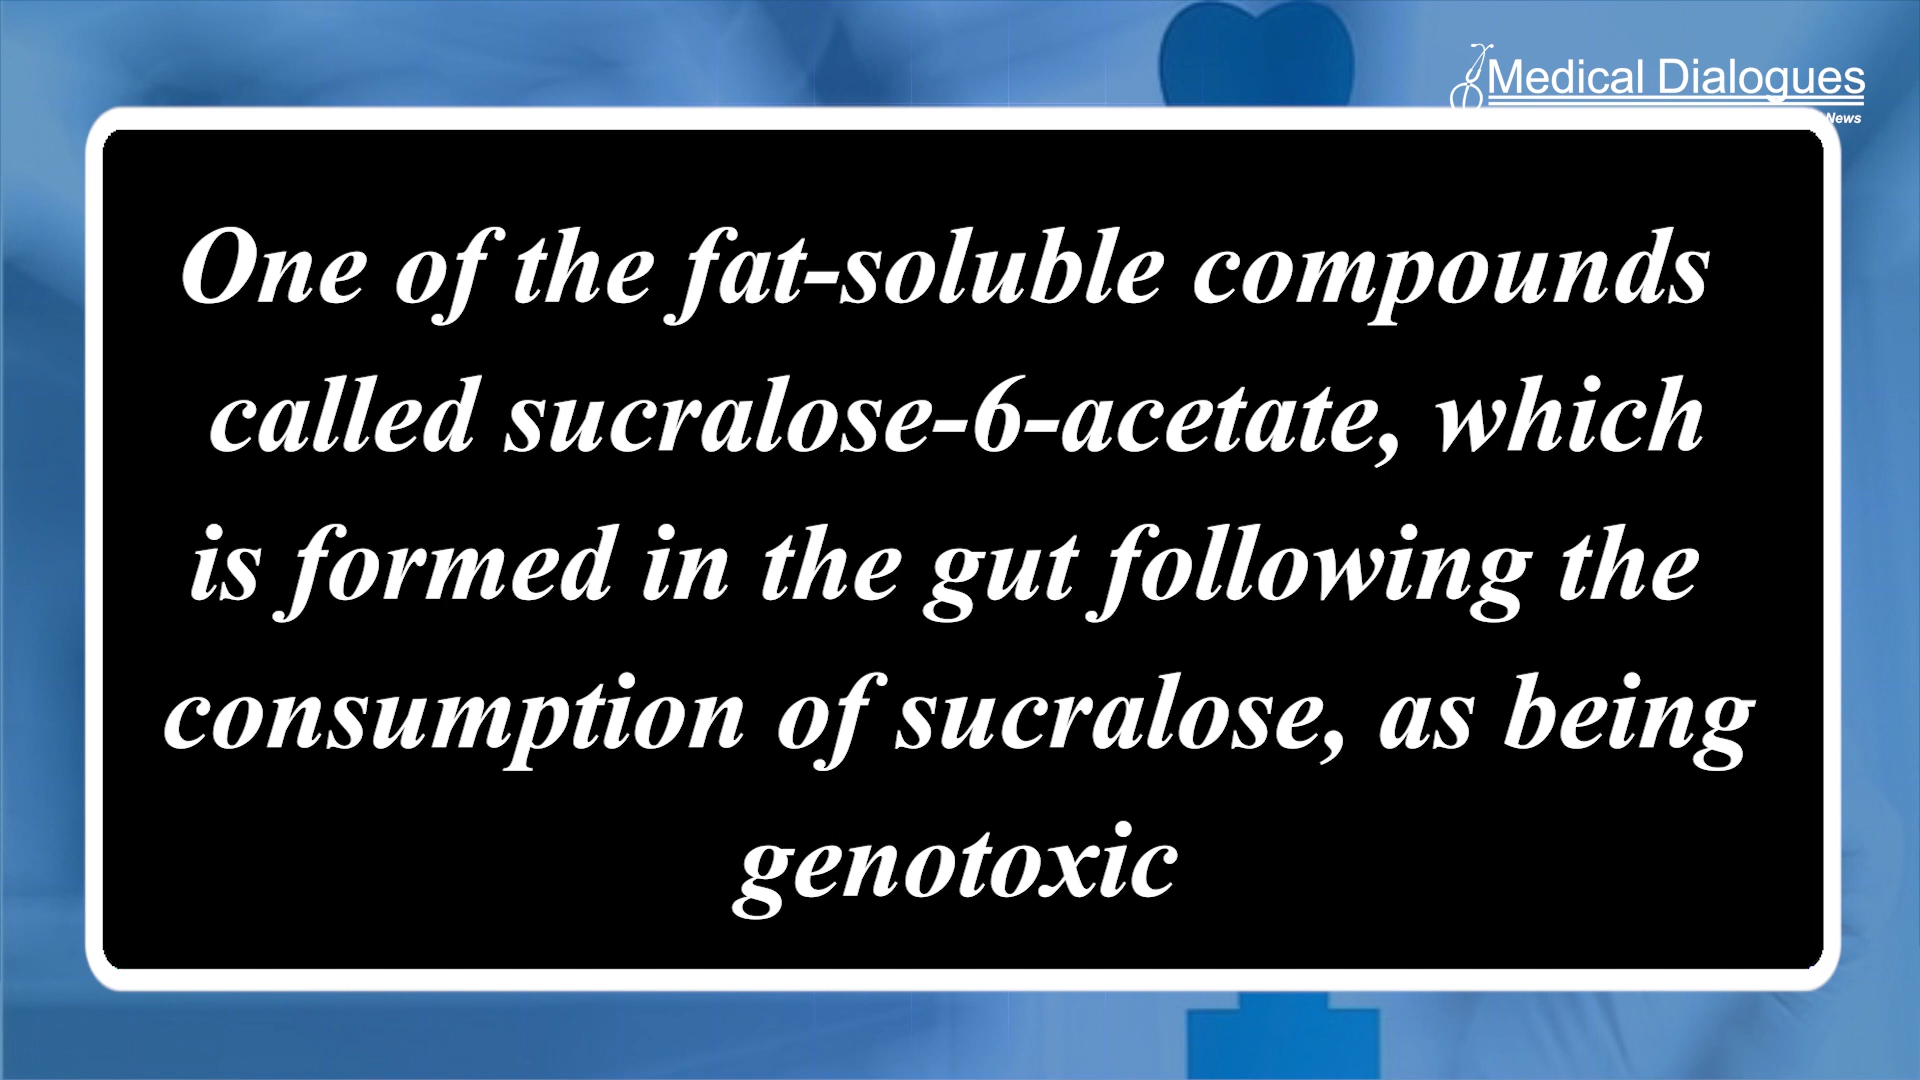 Medical Dialogues
News
One of the fat-soluble compounds
called sucralose-6-acetate, which
is formed in the gut following the
consumption of sucralose, as being
genotoxic